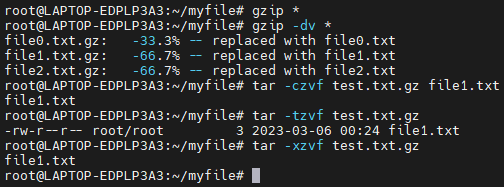 root@LAPTOP-EDPLP3A3:~/myfile# gzip *
root@LAPTOP-EDPLP3A3:~/myfile# gzip -dv *
file0.txt.gz:   -33.3% -- replaced with file0.txt
file1.txt.gz:   -66.7% -- replaced with file1.txt
file2.txt.gz:   -66.7% -- replaced with file2.txt
root@LAPTOP-EDPLP3A3:~/myfile# tar -czvf test.txt.gz file1.txt
file1.txt
root@LAPTOP-EDPLP3A3:~/myfile# tar -tzvf test.txt.gz
-rw-r--r-- root/root         3 2023-03-06 00:24 file1.txt
root@LAPTOP-EDPLP3A3:~/myfile# tar -xzvf test.txt.gz
file1.txt
root@LAPTOP-EDPLP3A3:~/myfile#